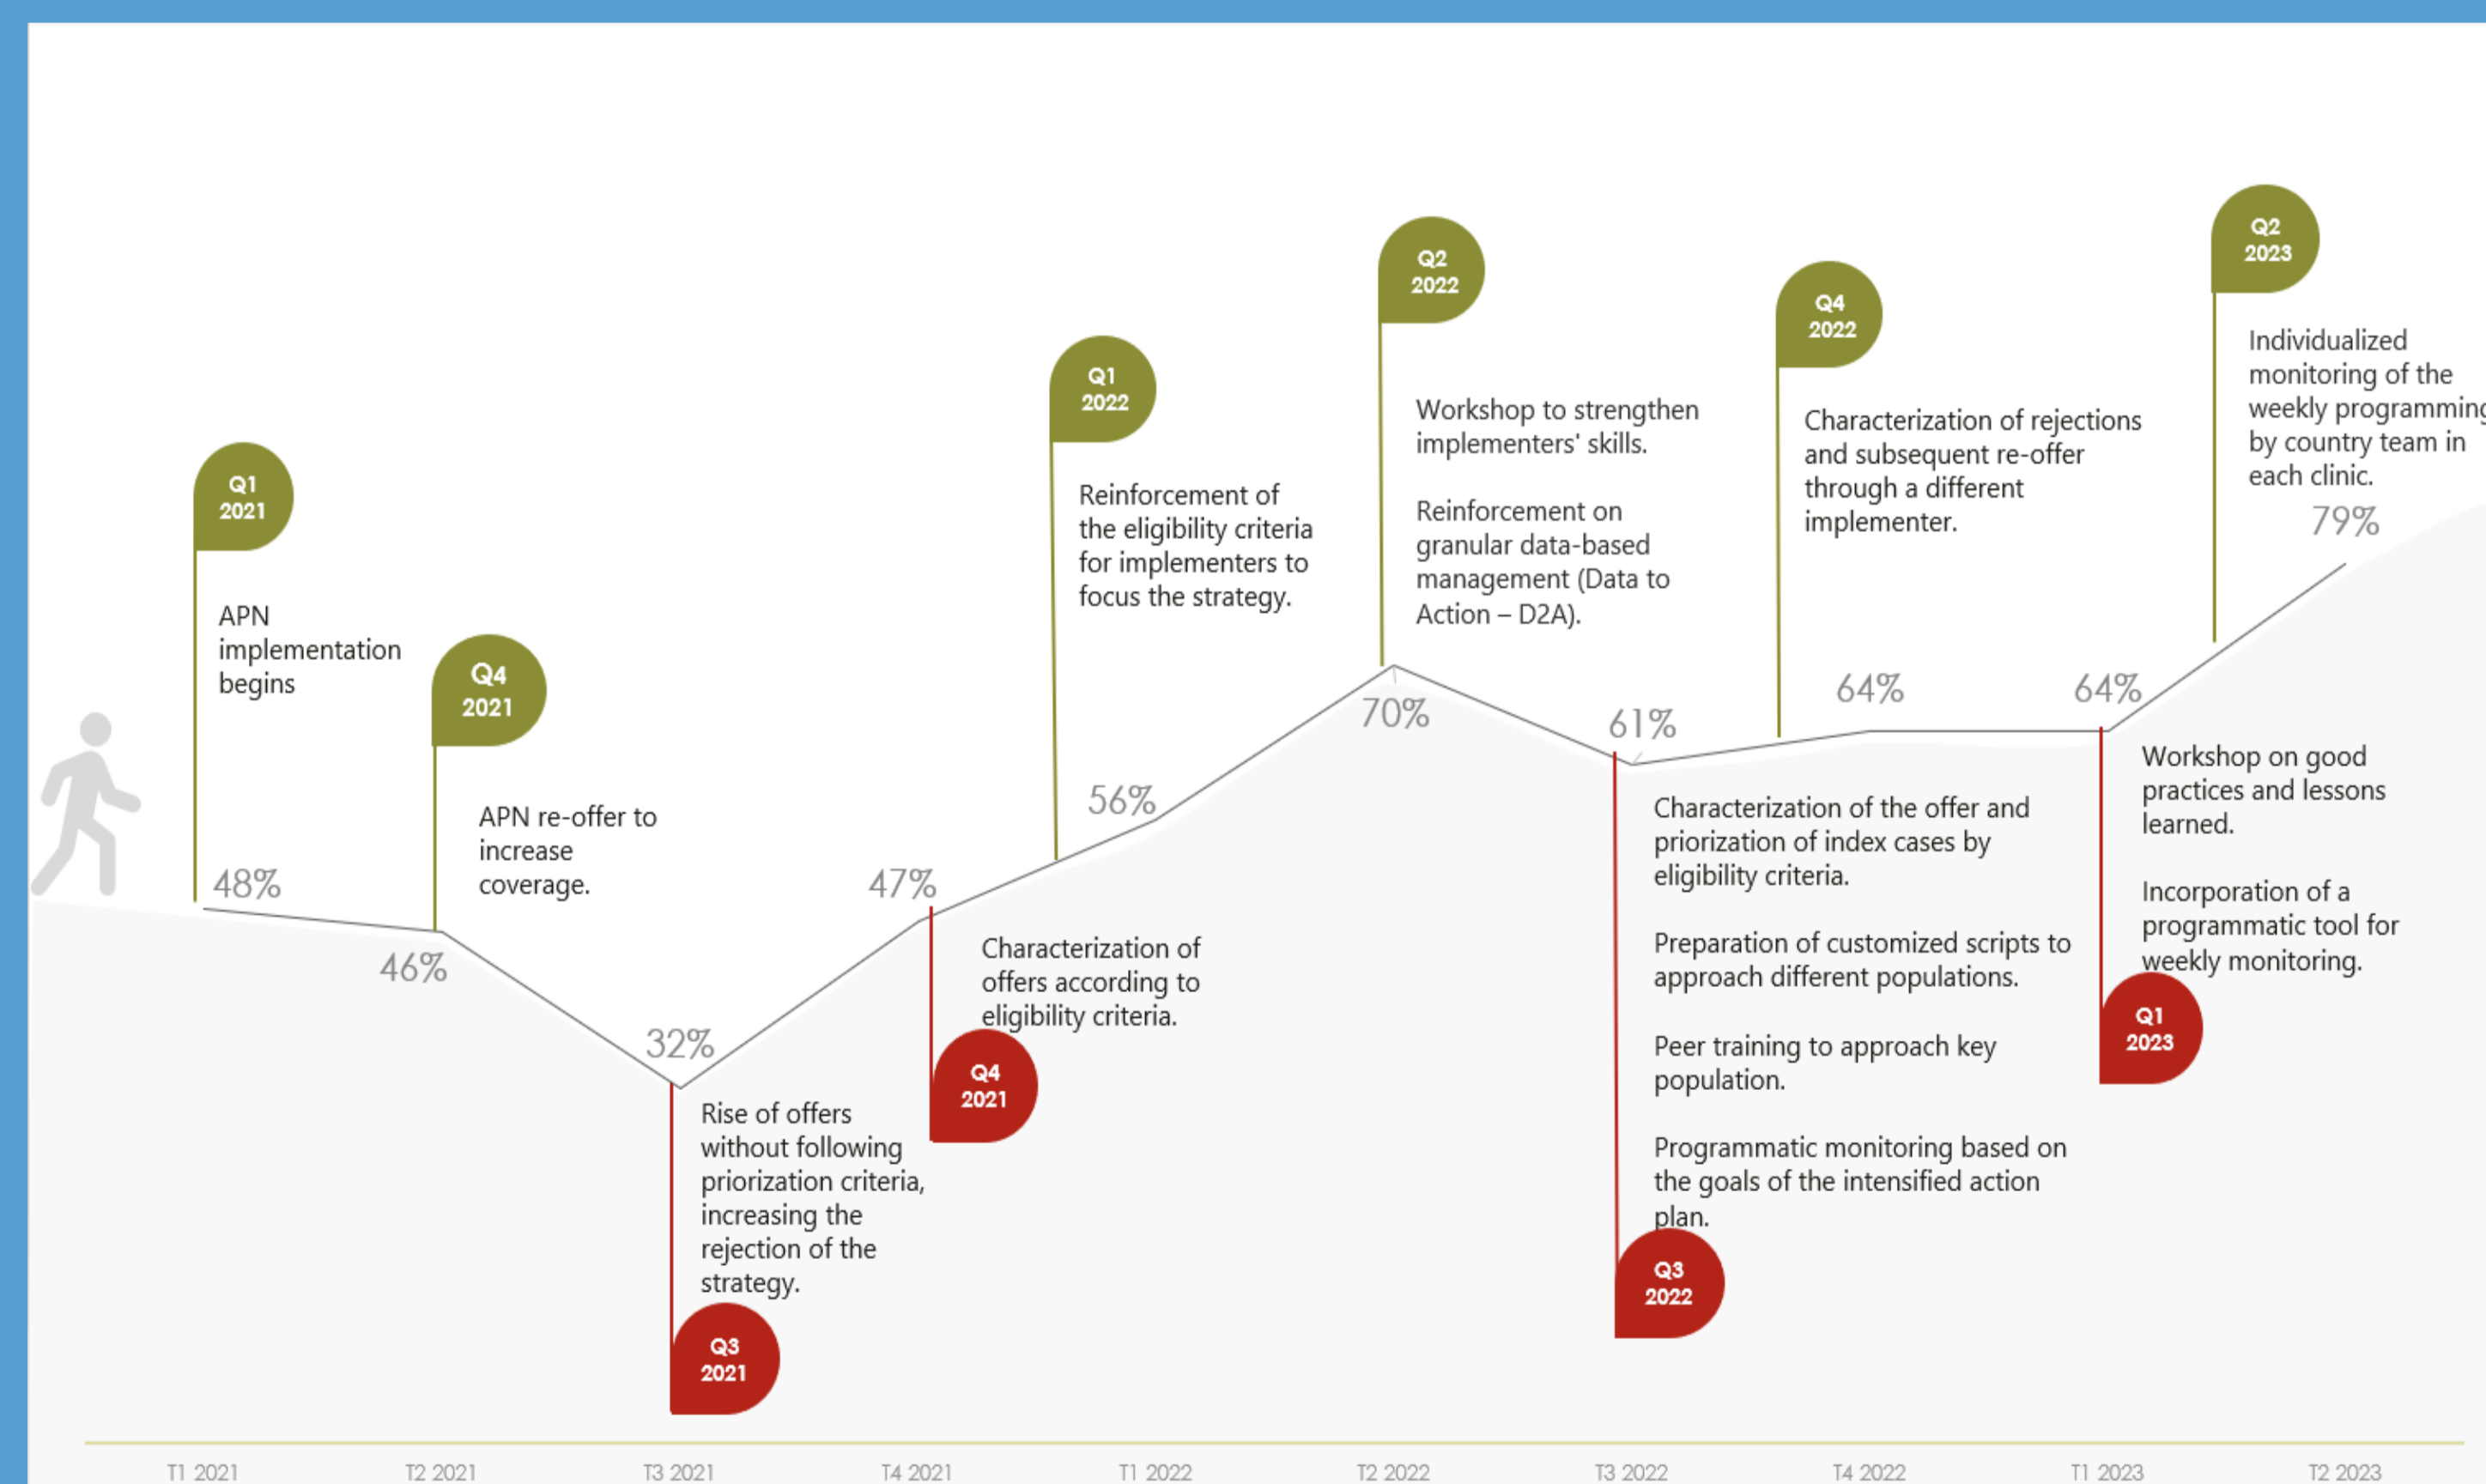 Q1
2021
APN
implementation
begins
48%
Q4
2021
APN re-offer to
increase
coverage.
46%
32%
Rise of offers
without following
priorization criteria,
increasing the
rejection of the
strategy.
Q3
2021
47%
Characterization of
offers according to
eligibility criteria.
Q4
2021
Q1
2022
Reinforcement of
the eligibility criteria
for implementers to
focus the strategy.
56%
Q2
2022
Workshop to strengthen
implementers' skills.
Reinforcement on
granular data-based
management (Data to
Action – D2A).
70%
61%
Characterization of the offer and
priorization of index cases by
eligibility criteria.
Preparation of customized scripts to
approach different populations.
Peer training to approach key
population.
Programmatic monitoring based on
the goals of the intensified action
plan.
Q3
2022
Q4
2022
Characterization of rejections
and subsequent re-offer
through a different
implementer.
64%
64%
Workshop on good
practices and lessons
learned.
Incorporation of a
programmatic tool for
weekly monitoring.
Q1
2023
Q2
2023
Individualized
monitoring of the
weekly programming
by country team in
each clinic.
79%
T1 2021
T2 2021
T3 2021
T4 2021
T1 2022
T2 2022
T3 2022
T4 2022
T1 2023
T2 2023